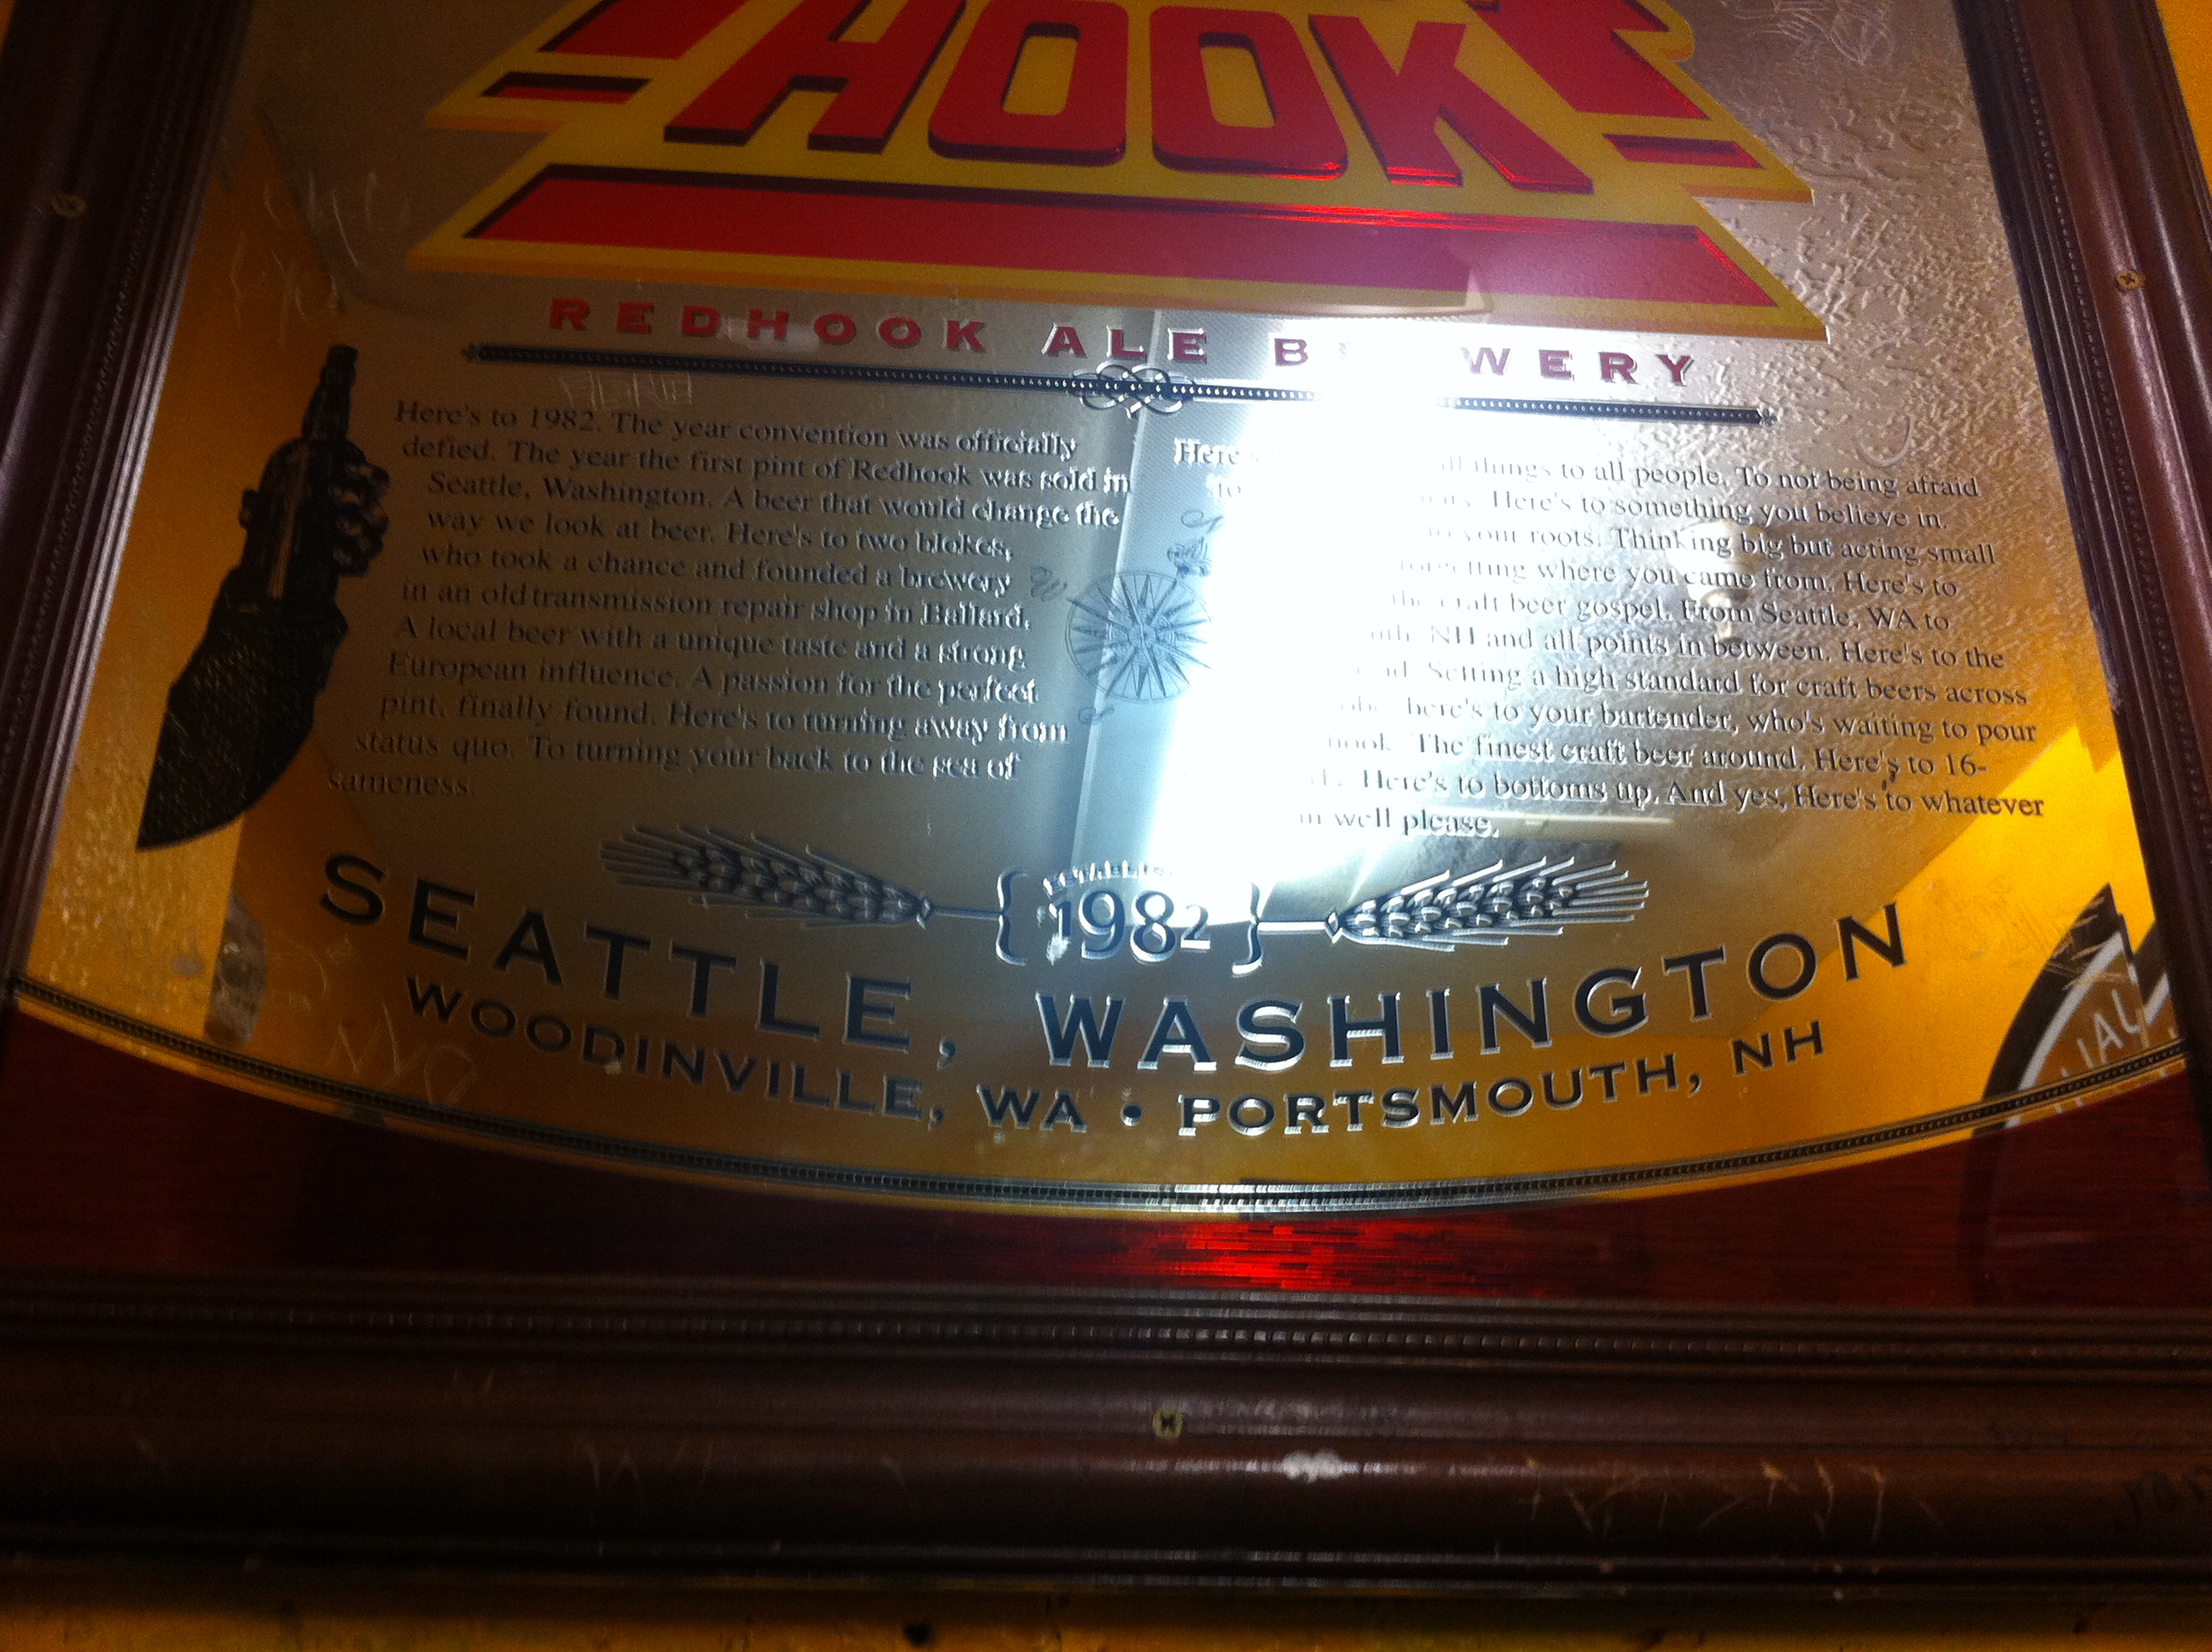 HOOK
REDHOOK ALE B WERY
Here's to 1982. The year convention was officially
defied. The year the first pint of Redhook was sold in
Seattle, Washington. A beer that would change the
way we look at beer. Here's to two blokes,
who took a chance and founded a brewery
in an old transmission repair shop in Ballard.
A local beer with a unique taste and a strong
European influence. A passion for the perfect
pint, finally found. Here's to turning away from
status quo. To turning your back to the sea of
sameness.
things to all people. To not being afraid
to Here's to something you believe in.
your roots. Thinking big but acting small
where you came from. Here's to
the craft beer gospel. From Seattle, WA to
NH and all points in between. Here's to the
Setting a high standard for craft beers across
here's to your bartender, who's waiting to pour
The finest craft beer around. Here's to 16-
Here's to bottoms up. And yes, Here's to whatever
well please.
W
1982
SEATTLE, WASHINGTON
WOODINVILLE, WA • PORTSMOUTH, NH